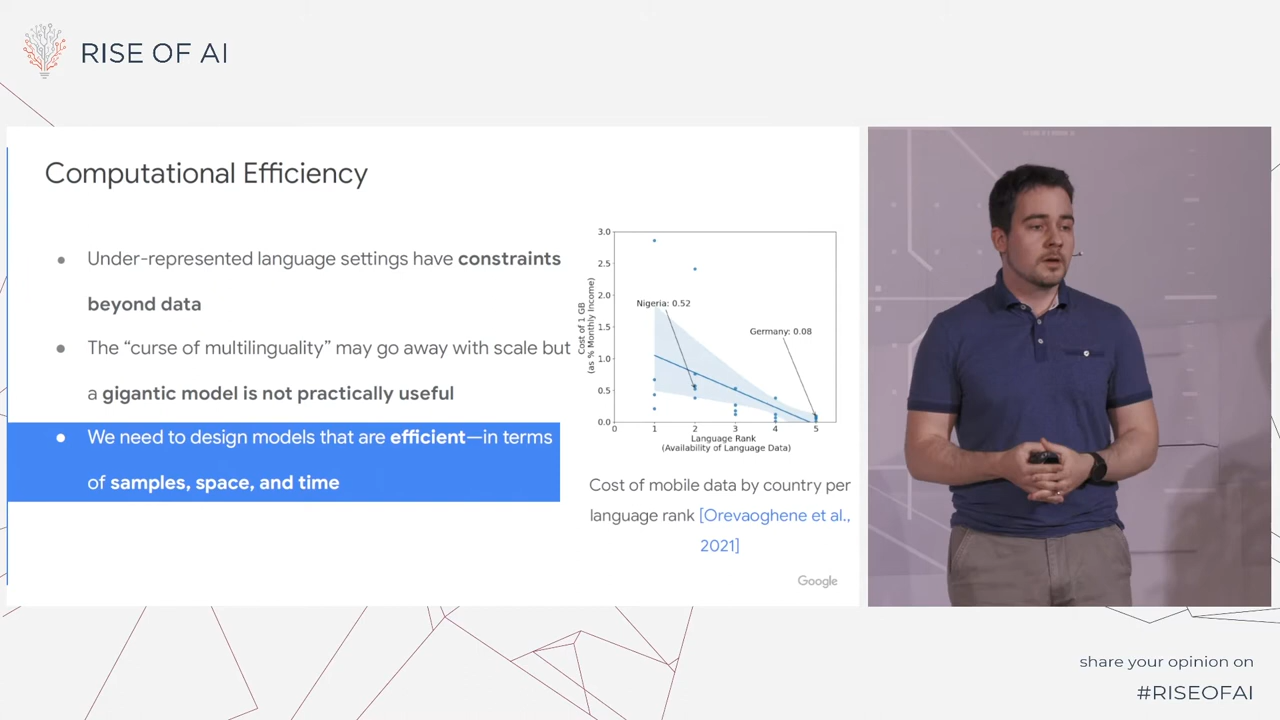 RISE OF AI
Computational Efficiency
● Under-represented language settings have constraints
beyond data
● The “curse of multilinguality” may go away with scale but
a gigantic model is not practically useful
● We need to design models that are efficient—in terms
of samples, space, and time
Cost of 1 GB
(as % Monthly Income)
3.0
2.5
2.0
1.5
1.0
0.5
0.0
Nigeria: 0.52
Germany: 0.08
0 1 2 3 4 5
Language Rank
(Availability of Language Data)
Cost of mobile data by country per
language rank [Orevaoghene et al.,
2021]
Google
share your opinion on
#RISEOFAI